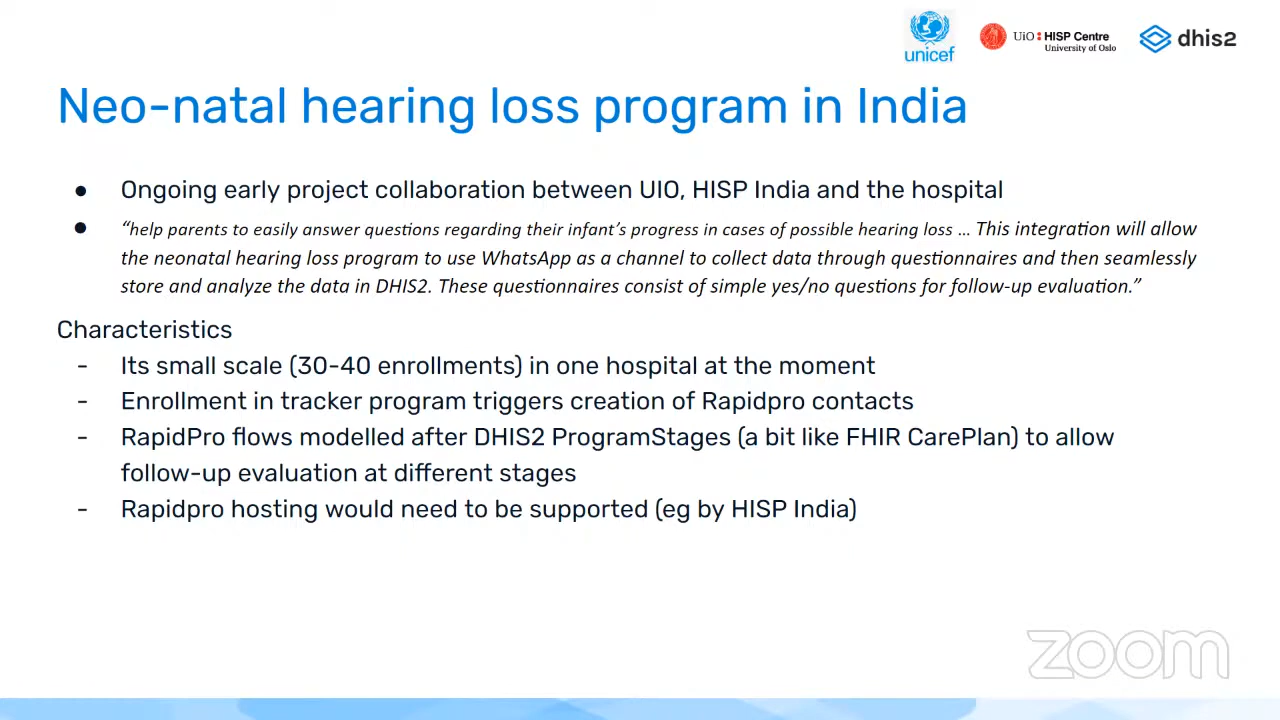 unicef
UiO HISP Centre
University of Oslo
dhis2
Neo-natal hearing loss program in India
● Ongoing early project collaboration between UIO, HISP India and the hospital
● “help parents to easily answer questions regarding their infant’s progress in cases of possible hearing loss … This integration will allow
the neonatal hearing loss program to use WhatsApp as a channel to collect data through questionnaires and then seamlessly
store and analyze the data in DHIS2. These questionnaires consist of simple yes/no questions for follow-up evaluation.”
Characteristics
- Its small scale (30-40 enrollments) in one hospital at the moment
- Enrollment in tracker program triggers creation of Rapidpro contacts
- RapidPro flows modelled after DHIS2 ProgramStages (a bit like FHIR CarePlan) to allow
follow-up evaluation at different stages
- Rapidpro hosting would need to be supported (eg by HISP India)
zoom